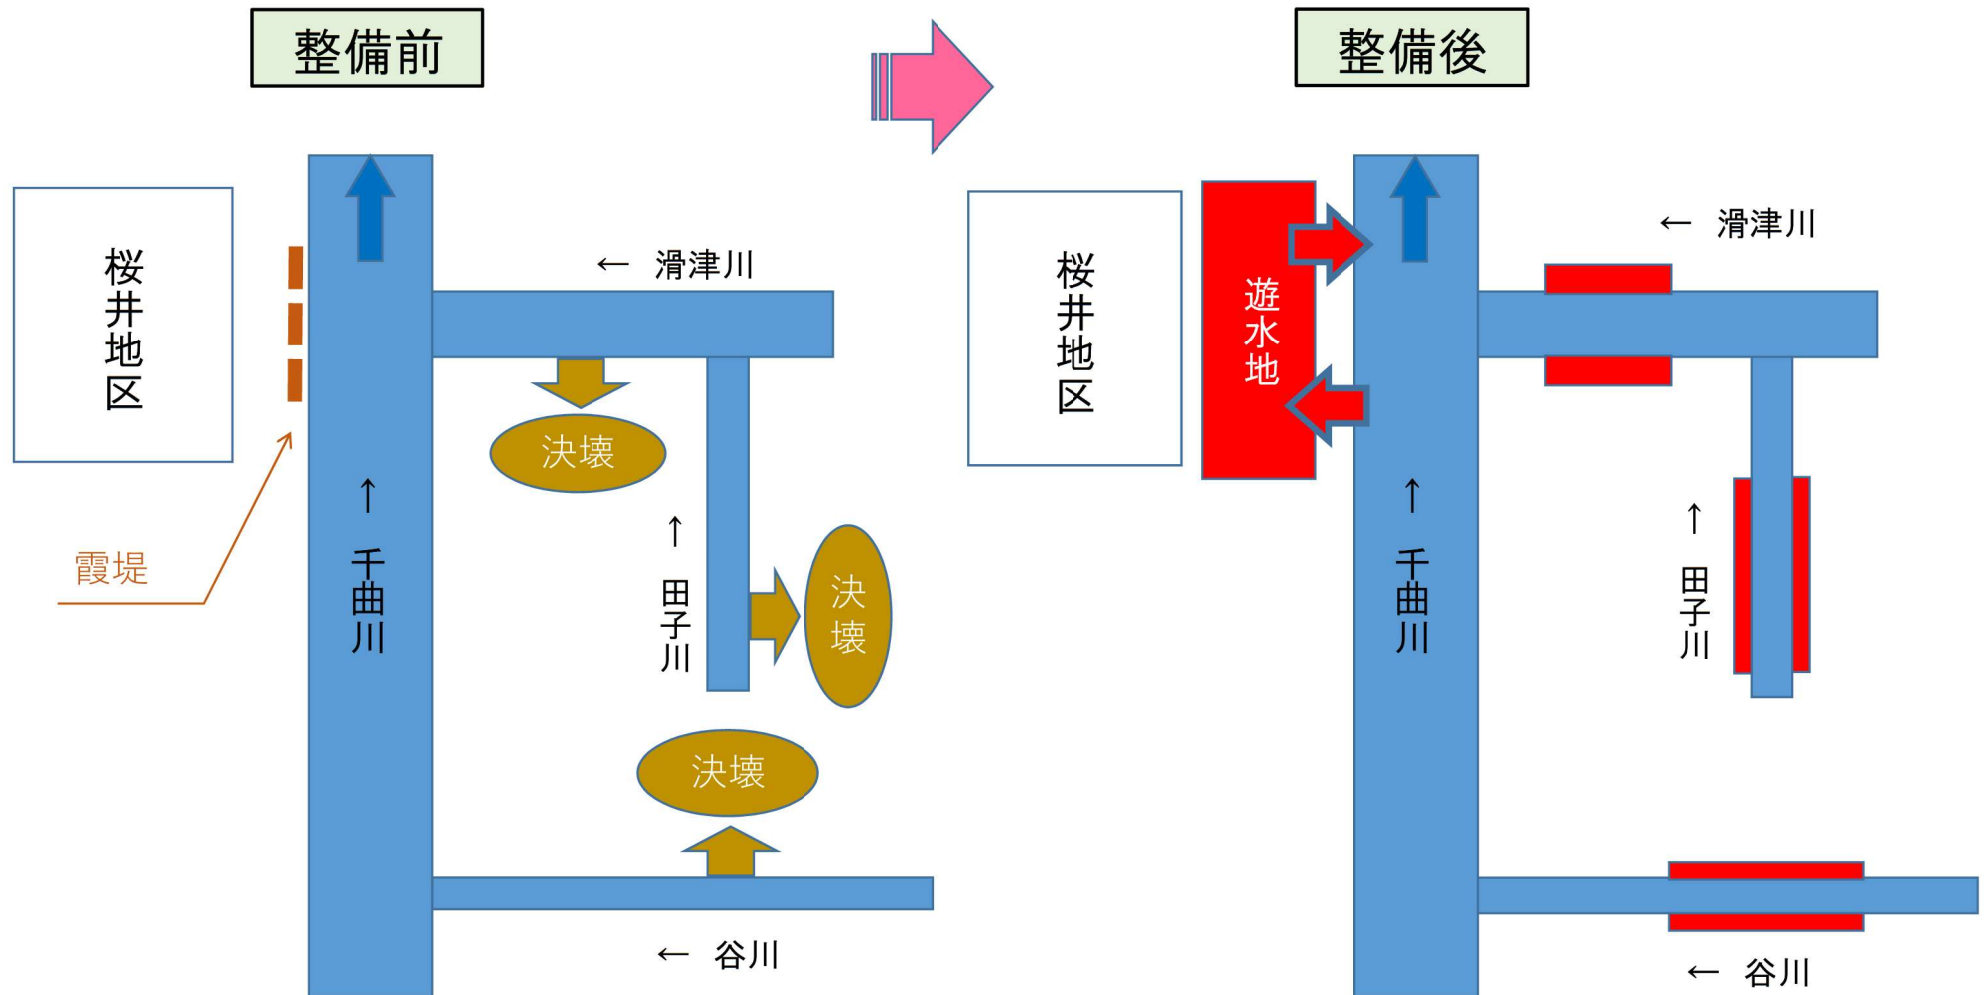 整備前
桜井地区
霞堤
↑ 千曲川
← 滑津川
決壊
↑ 田子川
決壊
決壊
← 谷川
整備後
桜井地区
遊水地
↑ 千曲川
← 滑津川
↑ 田子川
← 谷川